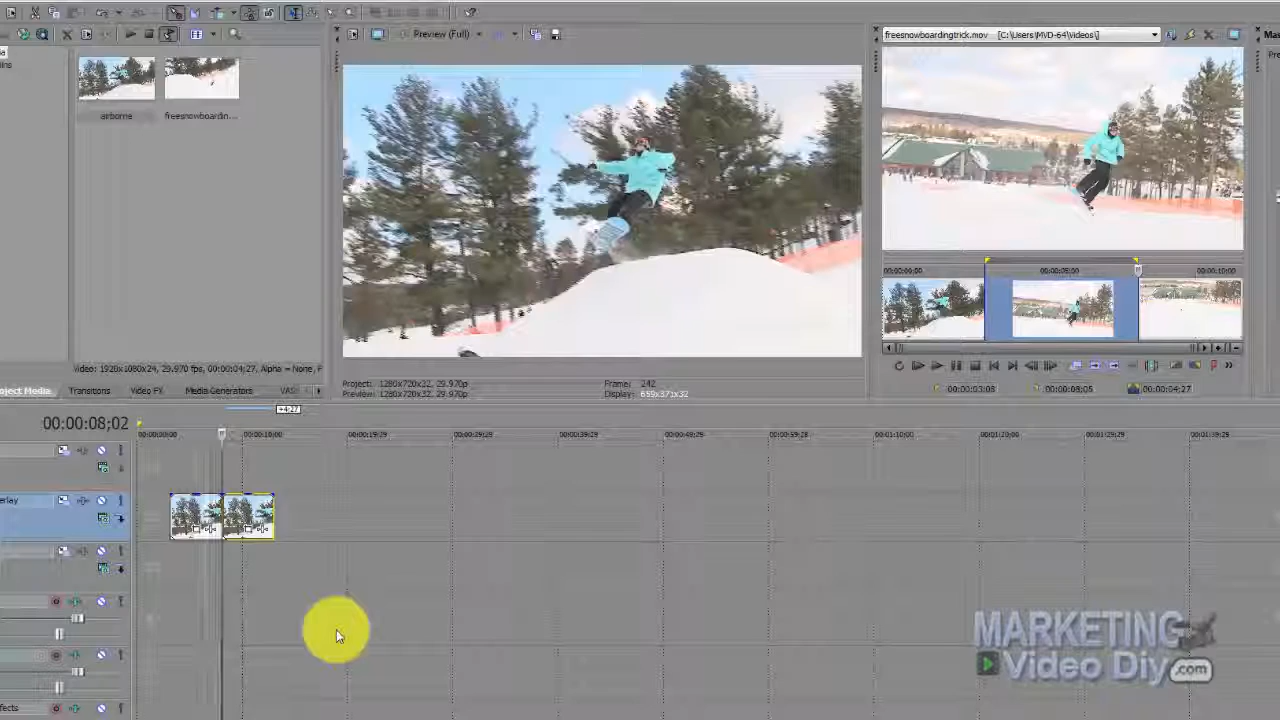 Preview (Full)
freesnowboardingtrick.mov [C:\Users\MVD-64\Videos\]
Mas
airborne
freesnowboardin...
00:00:00;00
00:00:05;00
00:00:10;00
Video: 1920x1080x24, 29.970 fps, 00:00:04;27, Alpha = None, F
Project Media
Transitions
Video FX
Media Generators
Project: 1280x720x32, 29.970p
Frame: 242
Preview: 1280x720x32, 29.970p
Display: 659x371x32
00:00:03;08
00:00:08;05
00:00:04;27
+4;27
00:00:08;02
00:00:00;00
00:00:10;00
00:00:19;29
00:00:29;29
00:00:39;29
00:00:49;29
00:00:59;28
00:01:10;00
00:01:20;00
00:01:29;29
00:01:39;29
erlay
ffects
MARKETING
Video Diy .com